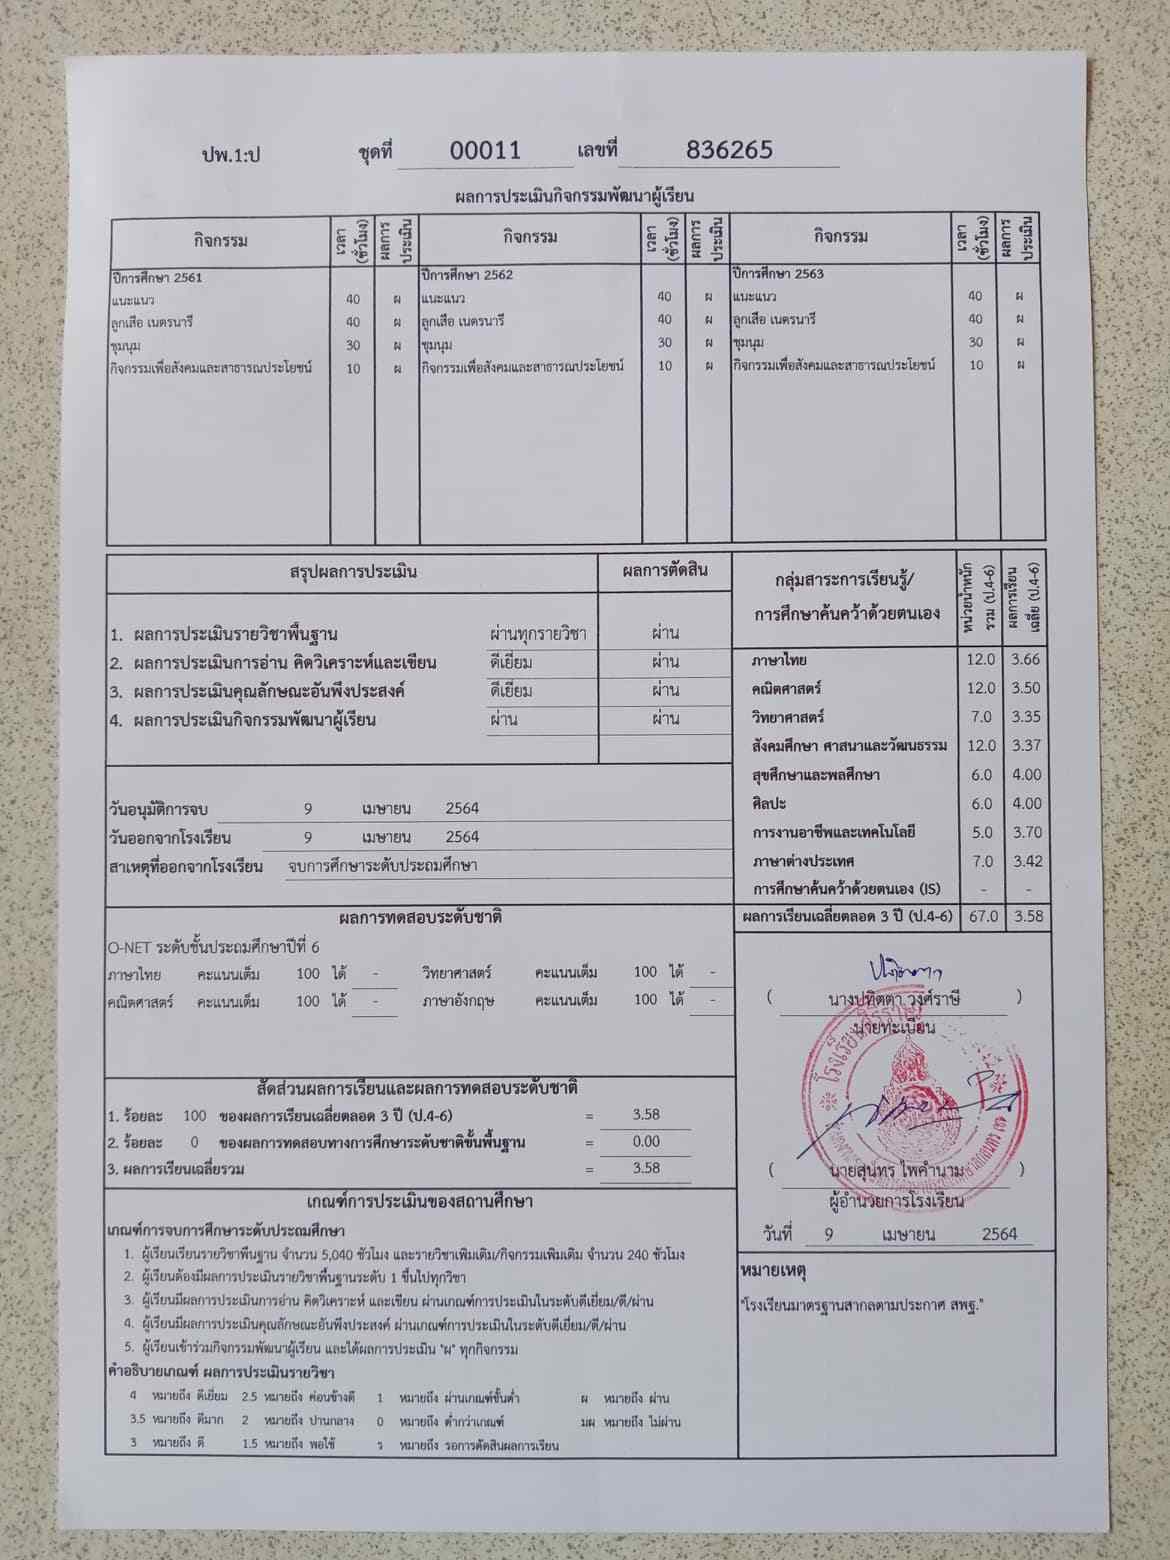 ปพ.1:ป ชุดที่ 00011 เลขที่ 836265
ผลการประเมินกิจกรรมพัฒนาผู้เรียน
กิจกรรม เวลา (ชั่วโมง) ผลการประเมิน กิจกรรม เวลา (ชั่วโมง) ผลการประเมิน กิจกรรม เวลา (ชั่วโมง) ผลการประเมิน
ปีการศึกษา 2561 ปีการศึกษา 2562 ปีการศึกษา 2563
แนะแนว 40 ผ แนะแนว 40 ผ แนะแนว 40 ผ
ลูกเสือ เนตรนารี 40 ผ ลูกเสือ เนตรนารี 40 ผ ลูกเสือ เนตรนารี 40 ผ
ชุมนุม 30 ผ ชุมนุม 30 ผ ชุมนุม 30 ผ
กิจกรรมเพื่อสังคมและสาธารณประโยชน์ 10 ผ กิจกรรมเพื่อสังคมและสาธารณประโยชน์ 10 ผ กิจกรรมเพื่อสังคมและสาธารณประโยชน์ 10 ผ
สรุปผลการประเมิน ผลการตัดสิน
1. ผลการประเมินรายวิชาพื้นฐาน ผ่านทุกรายวิชา ผ่าน
2. ผลการประเมินการอ่าน คิดวิเคราะห์และเขียน ดีเยี่ยม ผ่าน
3. ผลการประเมินคุณลักษณะอันพึงประสงค์ ดีเยี่ยม ผ่าน
4. ผลการประเมินกิจกรรมพัฒนาผู้เรียน ผ่าน ผ่าน
วันอนุมัติการจบ 9 เมษายน 2564
วันออกจากโรงเรียน 9 เมษายน 2564
สาเหตุที่ออกจากโรงเรียน จบการศึกษาระดับประถมศึกษา
กลุ่มสาระการเรียนรู้/
การศึกษาค้นคว้าด้วยตนเอง
หน่วยน้ำหนัก
รวม (ป.4-6)
ผลการเรียน
เฉลี่ย (ป.4-6)
ภาษาไทย 12.0 3.66
คณิตศาสตร์ 12.0 3.50
วิทยาศาสตร์ 7.0 3.35
สังคมศึกษา ศาสนาและวัฒนธรรม 12.0 3.37
สุขศึกษาและพลศึกษา 6.0 4.00
ศิลปะ 6.0 4.00
การงานอาชีพและเทคโนโลยี 5.0 3.70
ภาษาต่างประเทศ 7.0 3.42
การศึกษาค้นคว้าด้วยตนเอง (IS) - -
ผลการเรียนเฉลี่ยตลอด 3 ปี (ป.4-6) 67.0 3.58
ผลการทดสอบระดับชาติ
O-NET ระดับชั้นประถมศึกษาปีที่ 6
ภาษาไทย คะแนนเต็ม 100 ได้ - วิทยาศาสตร์ คะแนนเต็ม 100 ได้ -
คณิตศาสตร์ คะแนนเต็ม 100 ได้ - ภาษาอังกฤษ คะแนนเต็ม 100 ได้ -
สัดส่วนผลการเรียนและผลการทดสอบระดับชาติ
1. ร้อยละ 100 ของผลการเรียนเฉลี่ยตลอด 3 ปี (ป.4-6) = 3.58
2. ร้อยละ 0 ของผลการทดสอบทางการศึกษาระดับชาติขั้นพื้นฐาน = 0.00
3. ผลการเรียนเฉลี่ยรวม = 3.58
( นางปทิตตา วงศ์ราษี )
นายทะเบียน
( นายสุนทร ไพคำนาม )
ผู้อำนวยการโรงเรียน
วันที่ 9 เมษายน 2564
เกณฑ์การประเมินของสถานศึกษา
เกณฑ์การจบการศึกษาระดับประถมศึกษา
1. ผู้เรียนเรียนรายวิชาพื้นฐาน จำนวน 5,040 ชั่วโมง และรายวิชาเพิ่มเติม/กิจกรรมเพิ่มเติม จำนวน 240 ชั่วโมง
2. ผู้เรียนต้องมีผลการประเมินรายวิชาพื้นฐานระดับ 1 ขึ้นไปทุกวิชา
3. ผู้เรียนมีผลการประเมินการอ่าน คิดวิเคราะห์ และเขียน ผ่านเกณฑ์การประเมินในระดับดีเยี่ยม/ดี/ผ่าน
4. ผู้เรียนมีผลการประเมินคุณลักษณะอันพึงประสงค์ ผ่านเกณฑ์การประเมินในระดับดีเยี่ยม/ดี/ผ่าน
5. ผู้เรียนเข้าร่วมกิจกรรมพัฒนาผู้เรียน และได้ผลการประเมิน "ผ" ทุกกิจกรรม
คำอธิบายเกณฑ์ ผลการประเมินรายวิชา
4 หมายถึง ดีเยี่ยม 2.5 หมายถึง ค่อนข้างดี 1 หมายถึง ผ่านเกณฑ์ขั้นต่ำ ผ หมายถึง ผ่าน
3.5 หมายถึง ดีมาก 2 หมายถึง ปานกลาง 0 หมายถึง ต่ำกว่าเกณฑ์ มผ หมายถึง ไม่ผ่าน
3 หมายถึง ดี 1.5 หมายถึง พอใช้ ร หมายถึง รอการตัดสินผลการเรียน
หมายเหตุ
"โรงเรียนมาตรฐานสากลตามประกาศ สพฐ."